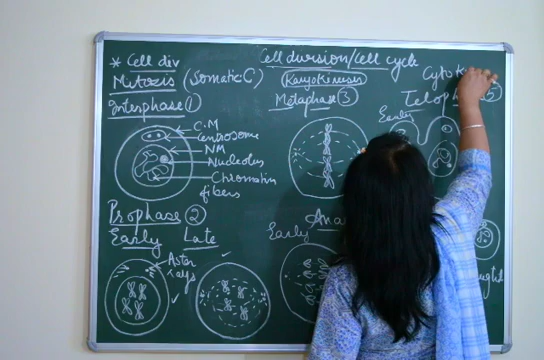 * Cell div
Cell division/Cell cycle
Mitosis (Somatic C)
Karyokinesis
Cytok
Interphase 1
Metaphase 3
Telop 5
Early
C.M
Centrosome
NM
Nucleolus
Chromatin
fibers
Prophase 2
Early Late
Aster
rays
Ana
Early